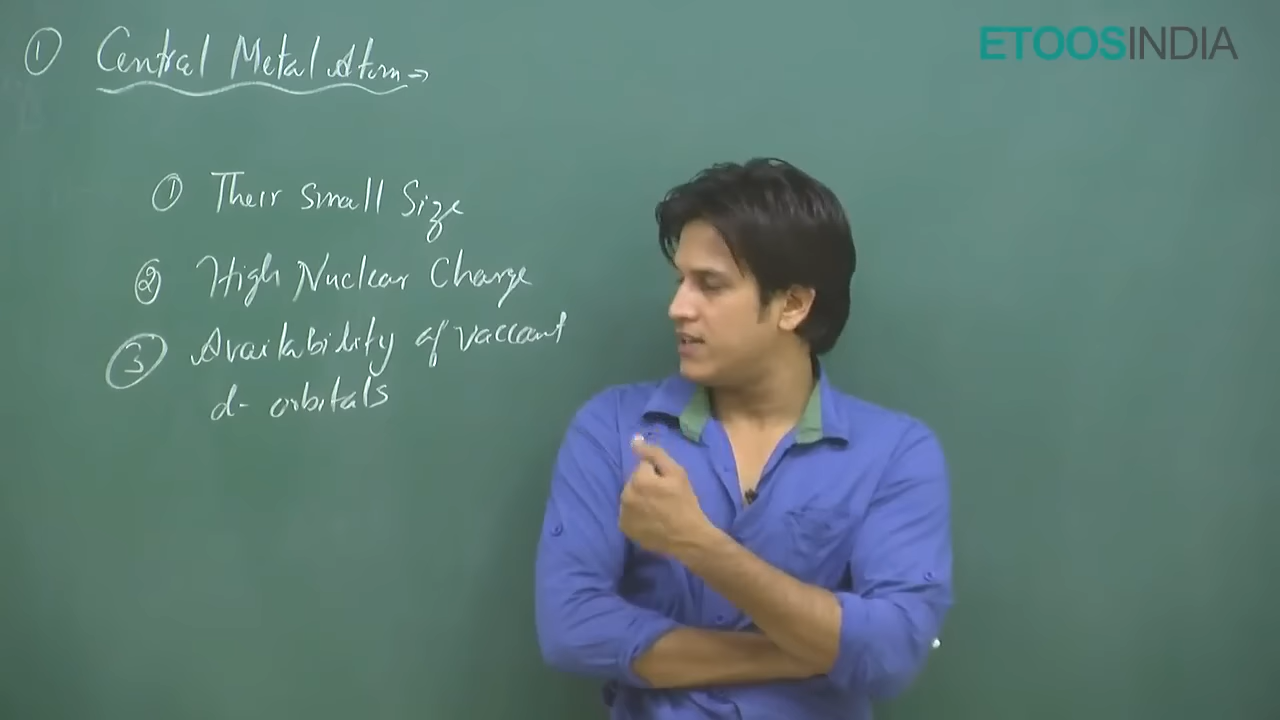 ETOOSINDIA
① Central Metal Atom⇒
① Their Small Size
② High Nuclear Charge
③ Availability of vaccant
d- orbitals